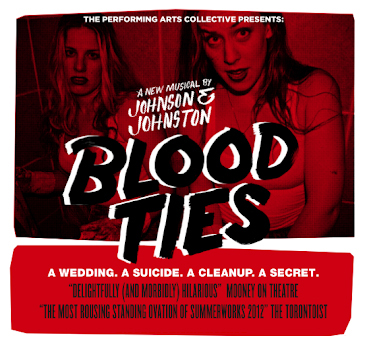 THE PERFORMING ARTS COLLECTIVE PRESENTS:
A NEW MUSICAL BY
JOHNSON &
JOHNSTON
BLOOD
TIES
A WEDDING. A SUICIDE. A CLEANUP. A SECRET.
"DELIGHTFULLY (AND MORBIDLY) HILARIOUS" MOONEY ON THEATRE
"THE MOST ROUSING STANDING OVATION OF SUMMERWORKS 2012" THE TORONTOIST